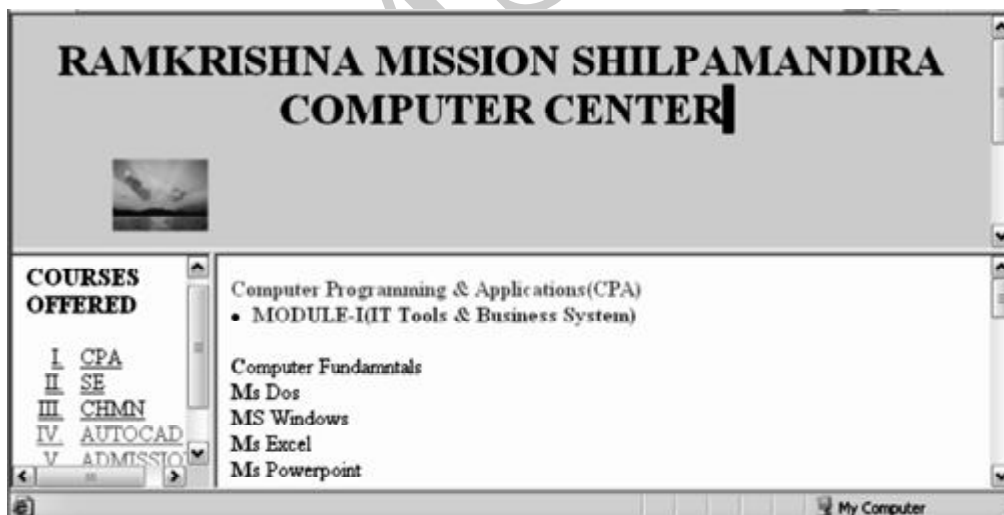 RAMKRISHNA MISSION SHILPAMANDIRA
COMPUTER CENTER
COURSES
OFFERED
I. CPA
II. SE
III. CHMN
IV. AUTOCAD
V. ADMISSION
Computer Programming & Applications(CPA)
• MODULE-I(IT Tools & Business System)
Computer Fundamntals
Ms Dos
MS Windows
Ms Excel
Ms Powerpoint
My Computer